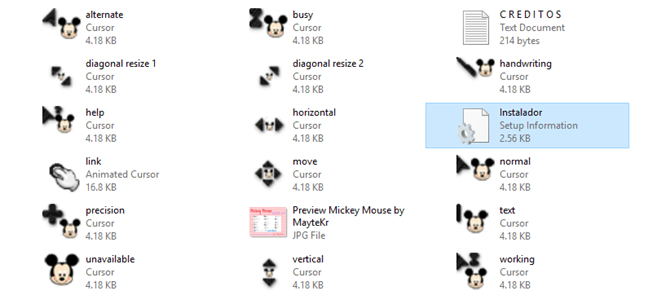 alternate
Cursor
4.18 KB
busy
Cursor
4.18 KB
C R E D I T O S
Text Document
214 bytes
diagonal resize 1
Cursor
4.18 KB
diagonal resize 2
Cursor
4.18 KB
handwriting
Cursor
4.18 KB
help
Cursor
4.18 KB
horizontal
Cursor
4.18 KB
Instalador
Setup Information
2.56 KB
link
Animated Cursor
16.8 KB
move
Cursor
4.18 KB
normal
Cursor
4.18 KB
precision
Cursor
4.18 KB
Preview Mickey Mouse by
MayteKr
JPG File
text
Cursor
4.18 KB
unavailable
Cursor
4.18 KB
vertical
Cursor
4.18 KB
working
Cursor
4.18 KB